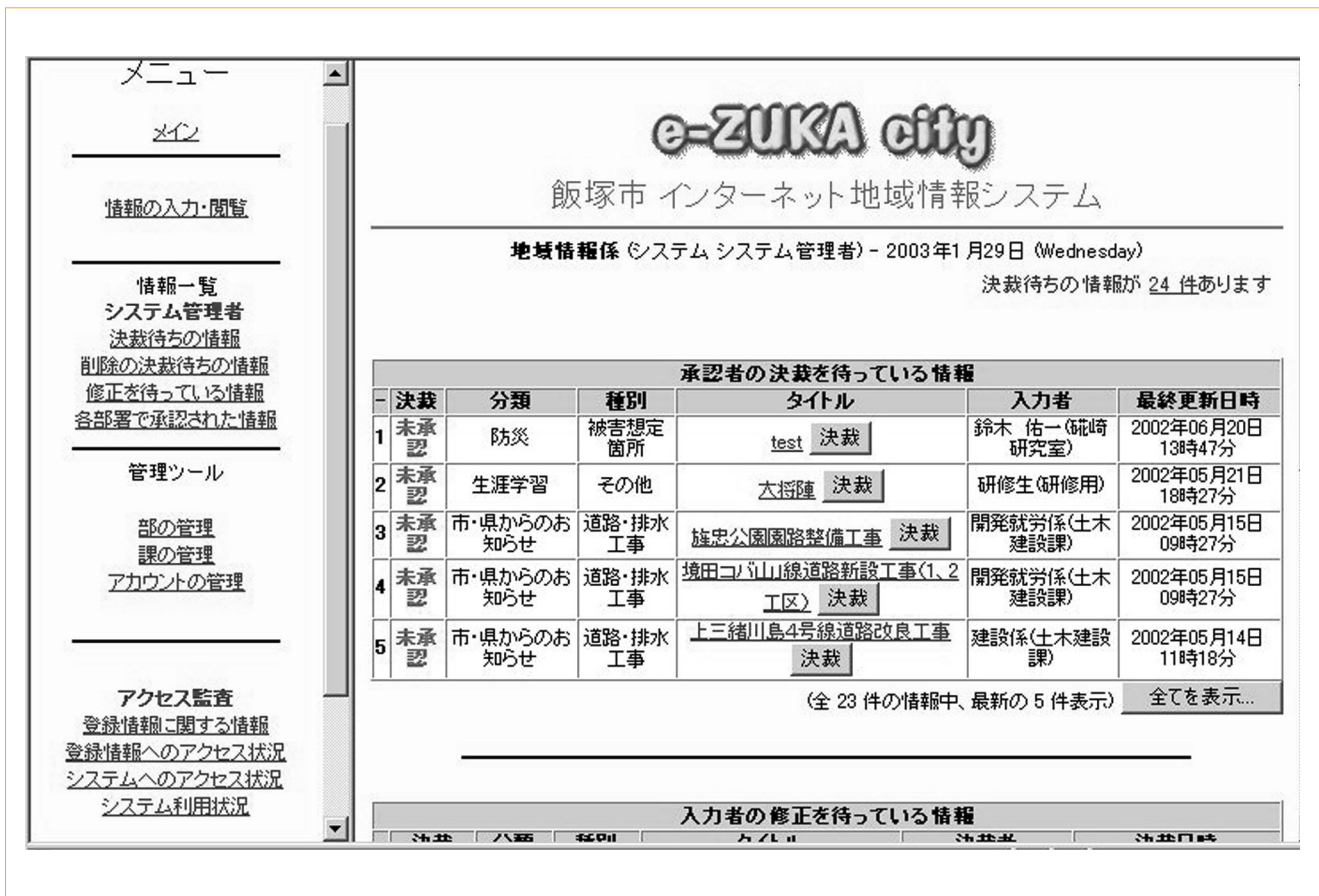 メニュー
メイン
情報の入力・閲覧
情報一覧
システム管理者
決裁待ちの情報
削除の決裁待ちの情報
修正を待っている情報
各部署で承認された情報
管理ツール
部の管理
課の管理
アカウントの管理
アクセス監査
登録情報に関する情報
登録情報へのアクセス状況
システムへのアクセス状況
システム利用状況
e-ZUKA city
飯塚市 インターネット地域情報システム
地域情報係 (システム システム管理者) - 2003年1月29日 (Wednesday)
決裁待ちの情報が 24 件あります
承認者の決裁を待っている情報
- 決裁 分類 種別 タイトル 入力者 最終更新日時
1 未承認 防災 被害想定箇所 test 決裁 鈴木 佑一(硴崎研究室) 2002年06月20日 13時47分
2 未承認 生涯学習 その他 大将陣 決裁 研修生(研修用) 2002年05月21日 18時27分
3 未承認 市・県からのお知らせ 道路・排水工事 旌忠公園園路整備工事 決裁 開発就労係(土木建設課) 2002年05月15日 09時27分
4 未承認 市・県からのお知らせ 道路・排水工事 境田コバ山線道路新設工事(1、2工区) 決裁 開発就労係(土木建設課) 2002年05月15日 09時27分
5 未承認 市・県からのお知らせ 道路・排水工事 上三緒川島4号線道路改良工事 決裁 建設係(土木建設課) 2002年05月14日 11時18分
(全 23 件の情報中、最新の 5 件表示) 全てを表示...
入力者の修正を待っている情報
決裁 分類 種別 タイトル 決裁者 決裁日時